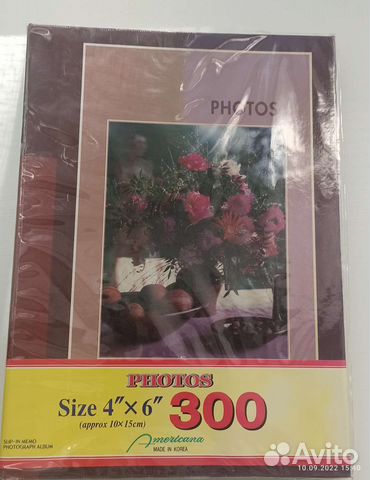 PHOTOS
PHOTOS
Size 4"×6" 300
(approx 10×15cm)
Americana
SLIP-IN MEMO
PHOTOGRAPH ALBUM
MADE IN KOREA
Avito
10.09.2022 15:40